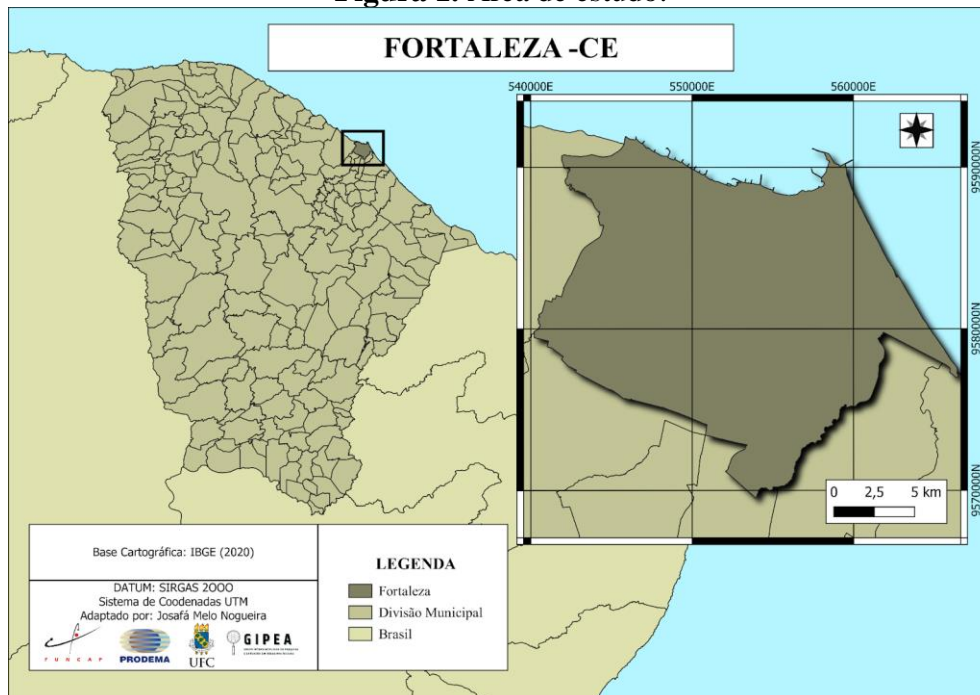 FORTALEZA -CE
540000E 550000E 560000E
9590000N
9580000N
9570000N
0 2,5 5 km
Base Cartográfica: IBGE (2020)
DATUM: SIRGAS 2OOO
Sistema de Coodenadas UTM
Adaptado por: Josafá Melo Nogueira
FUNCAP
PRODEMA
UFC
GIPEA
LEGENDA
Fortaleza
Divisão Municipal
Brasil